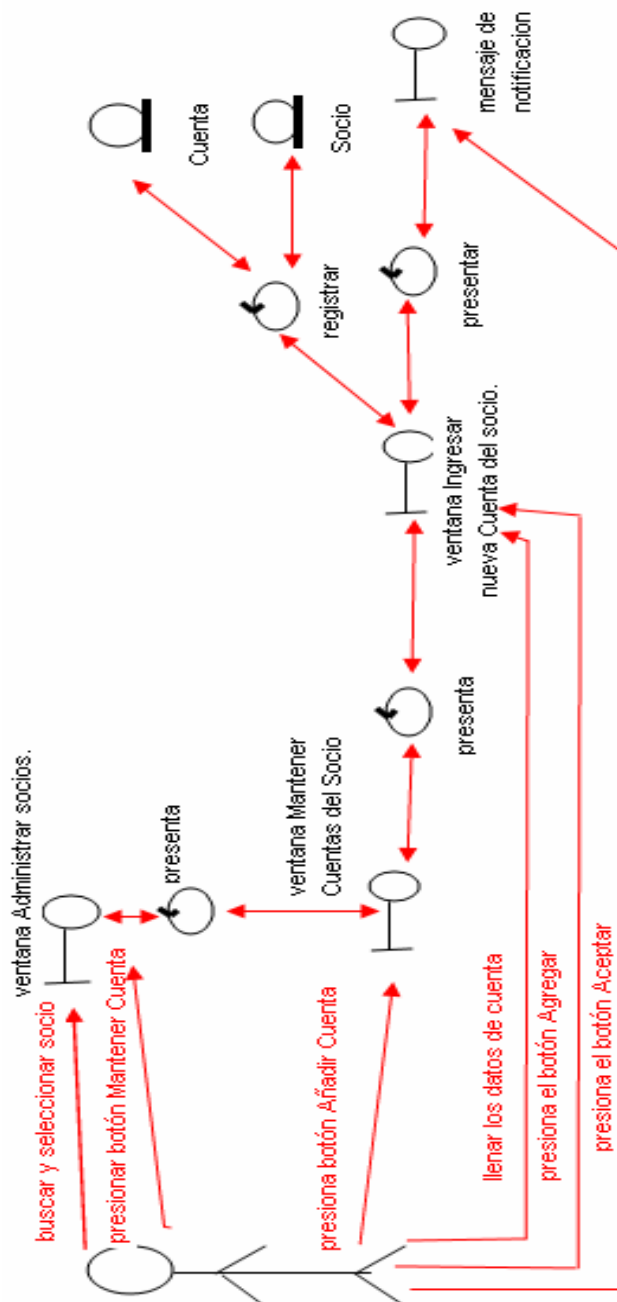 ventana Administrar socios.
buscar y seleccionar socio
presionar botón Mantener Cuenta
presenta
ventana Mantener
Cuentas del Socio
presiona botón Añadir Cuenta
presenta
ventana Ingresar
nueva Cuenta del socio.
registrar
Cuenta
Socio
presentar
mensaje de
notificacion
llenar los datos de cuenta
presiona el botón Agregar
presiona el botón Aceptar